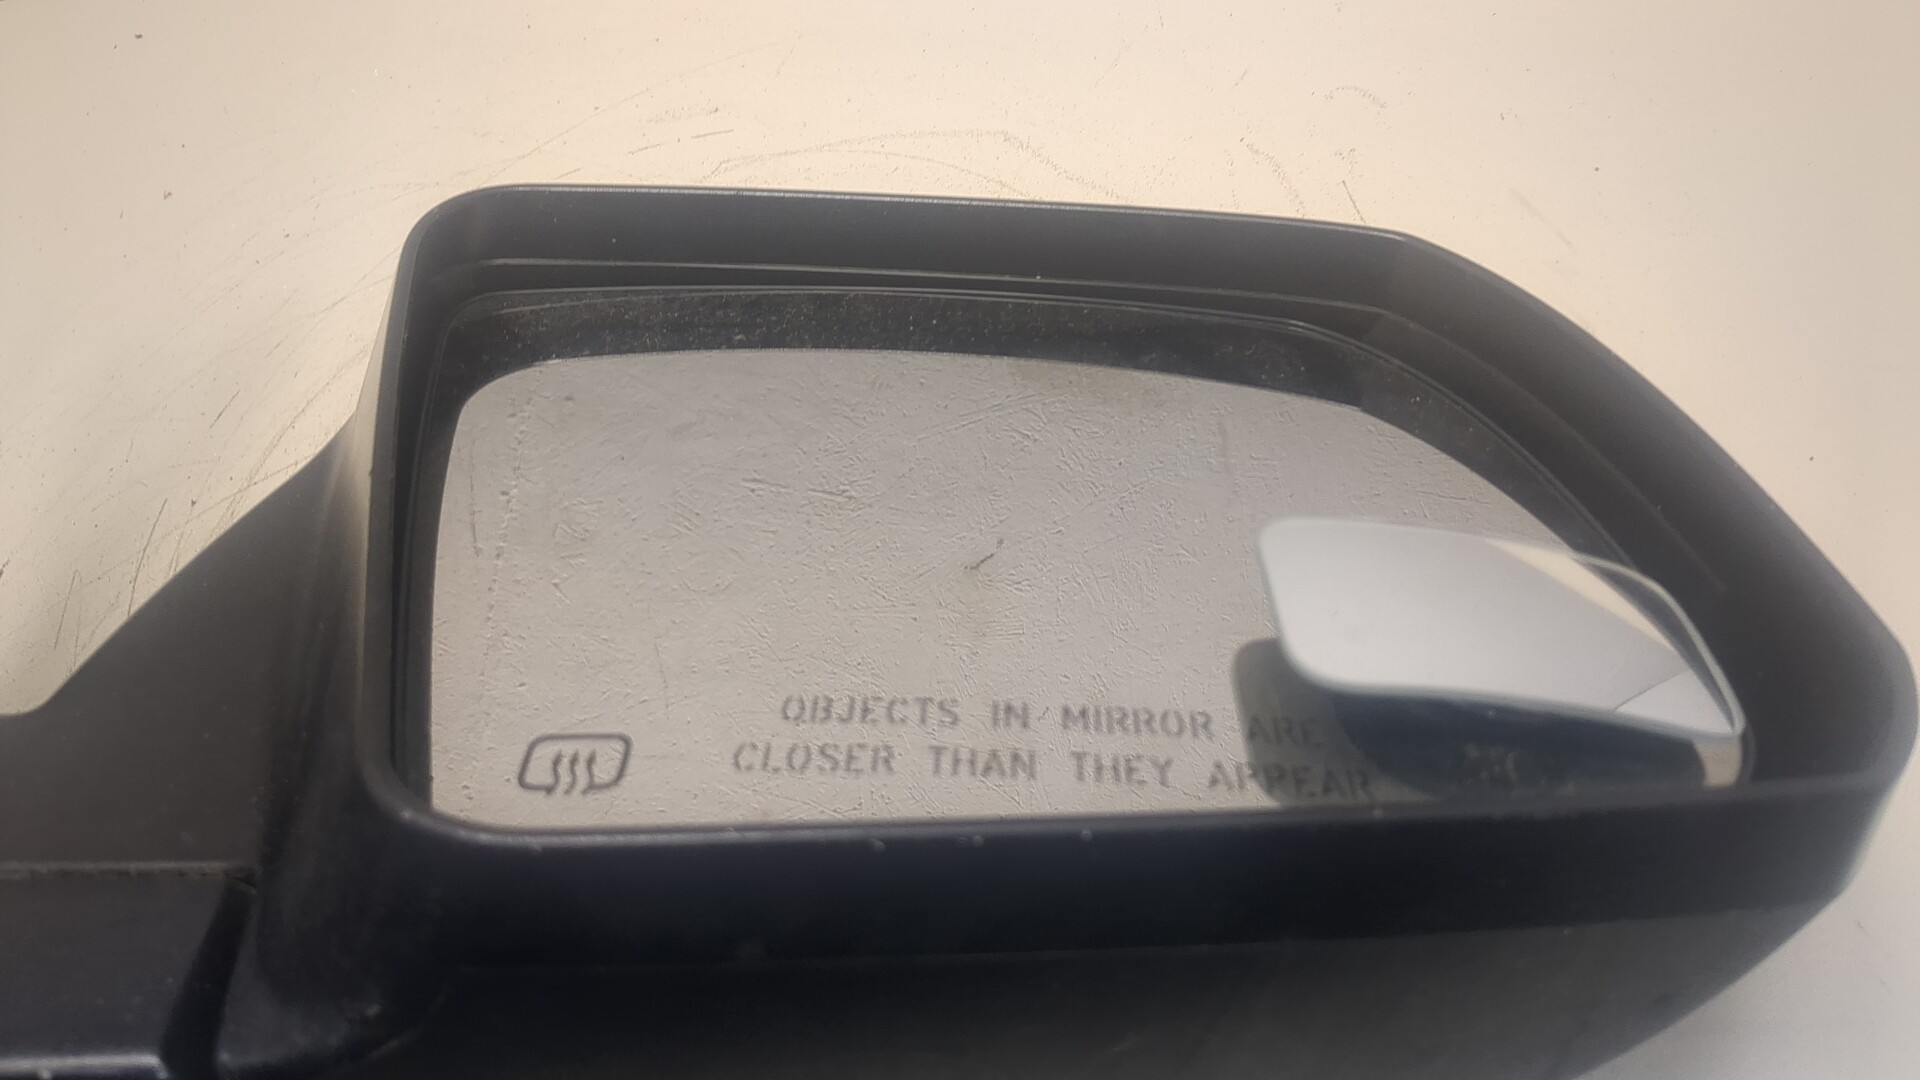 OBJECTS IN MIRROR ARE
CLOSER THAN THEY APPEAR